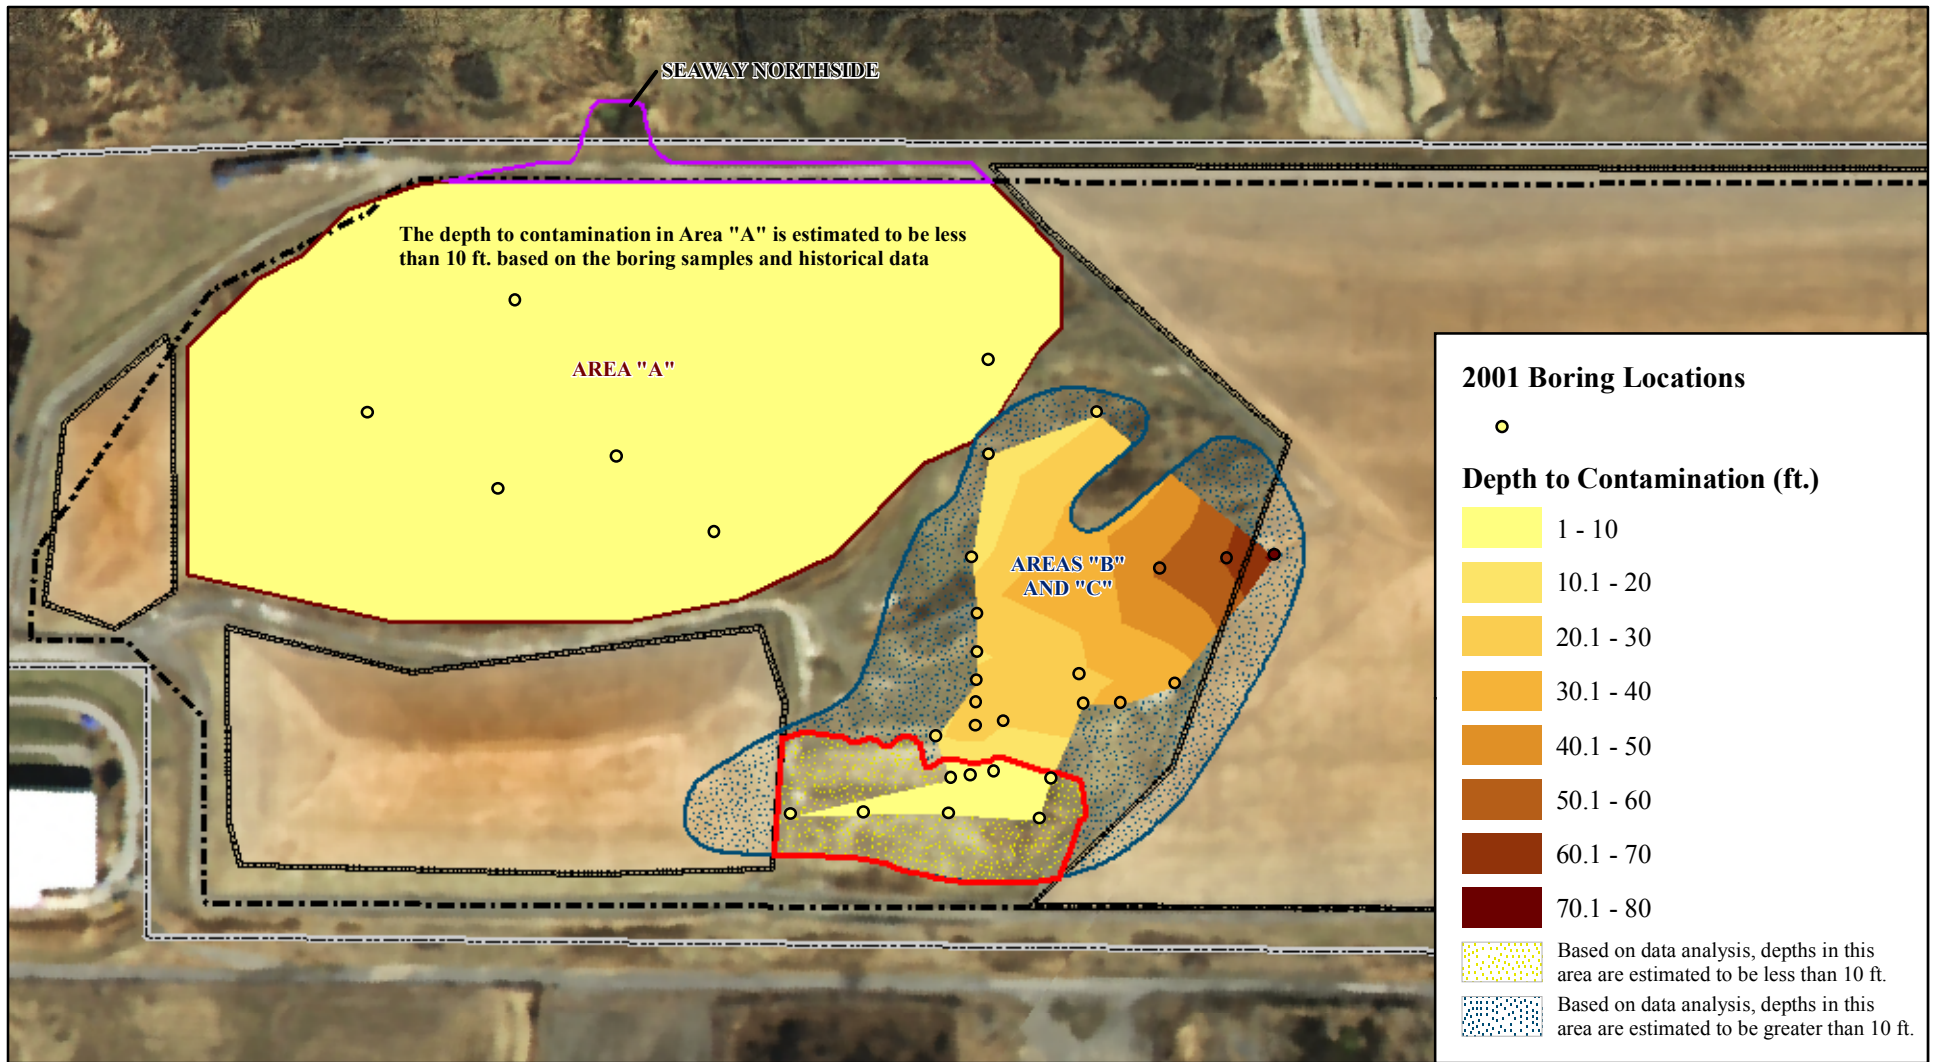 SEAWAY NORTHSIDE
The depth to contamination in Area "A" is estimated to be less
than 10 ft. based on the boring samples and historical data
AREA "A"
AREAS "B"
AND "C"
2001 Boring Locations
Depth to Contamination (ft.)
1 - 10
10.1 - 20
20.1 - 30
30.1 - 40
40.1 - 50
50.1 - 60
60.1 - 70
70.1 - 80
Based on data analysis, depths in this
area are estimated to be less than 10 ft.
Based on data analysis, depths in this
area are estimated to be greater than 10 ft.